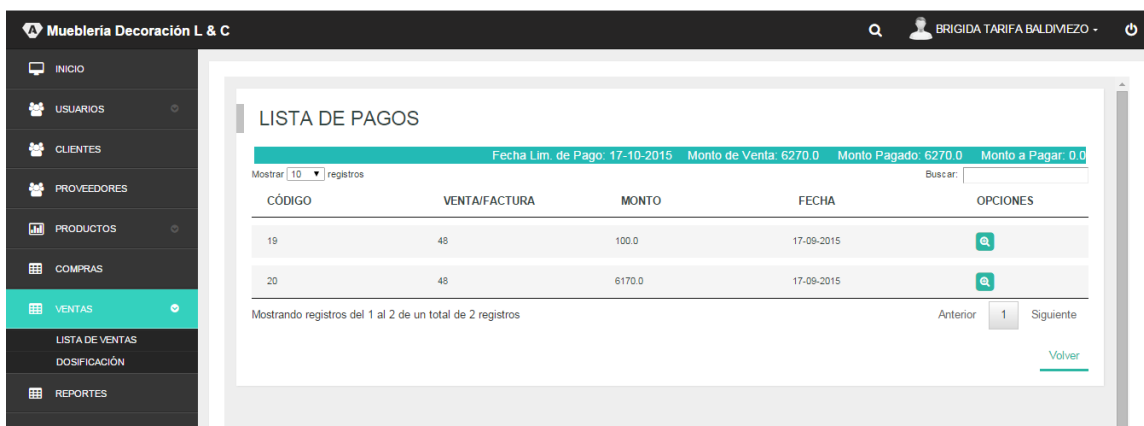 Mueblería Decoración L & C
BRIGIDA TARIFA BALDIVIEZO
INICIO
USUARIOS
CLIENTES
PROVEEDORES
PRODUCTOS
COMPRAS
VENTAS
LISTA DE VENTAS
DOSIFICACIÓN
REPORTES
LISTA DE PAGOS
Fecha Lim. de Pago: 17-10-2015 Monto de Venta: 6270.0 Monto Pagado: 6270.0 Monto a Pagar: 0.0
Mostrar 10 registros Buscar:
CÓDIGO VENTA/FACTURA MONTO FECHA OPCIONES
19 48 100.0 17-09-2015
20 48 6170.0 17-09-2015
Mostrando registros del 1 al 2 de un total de 2 registros Anterior 1 Siguiente
Volver